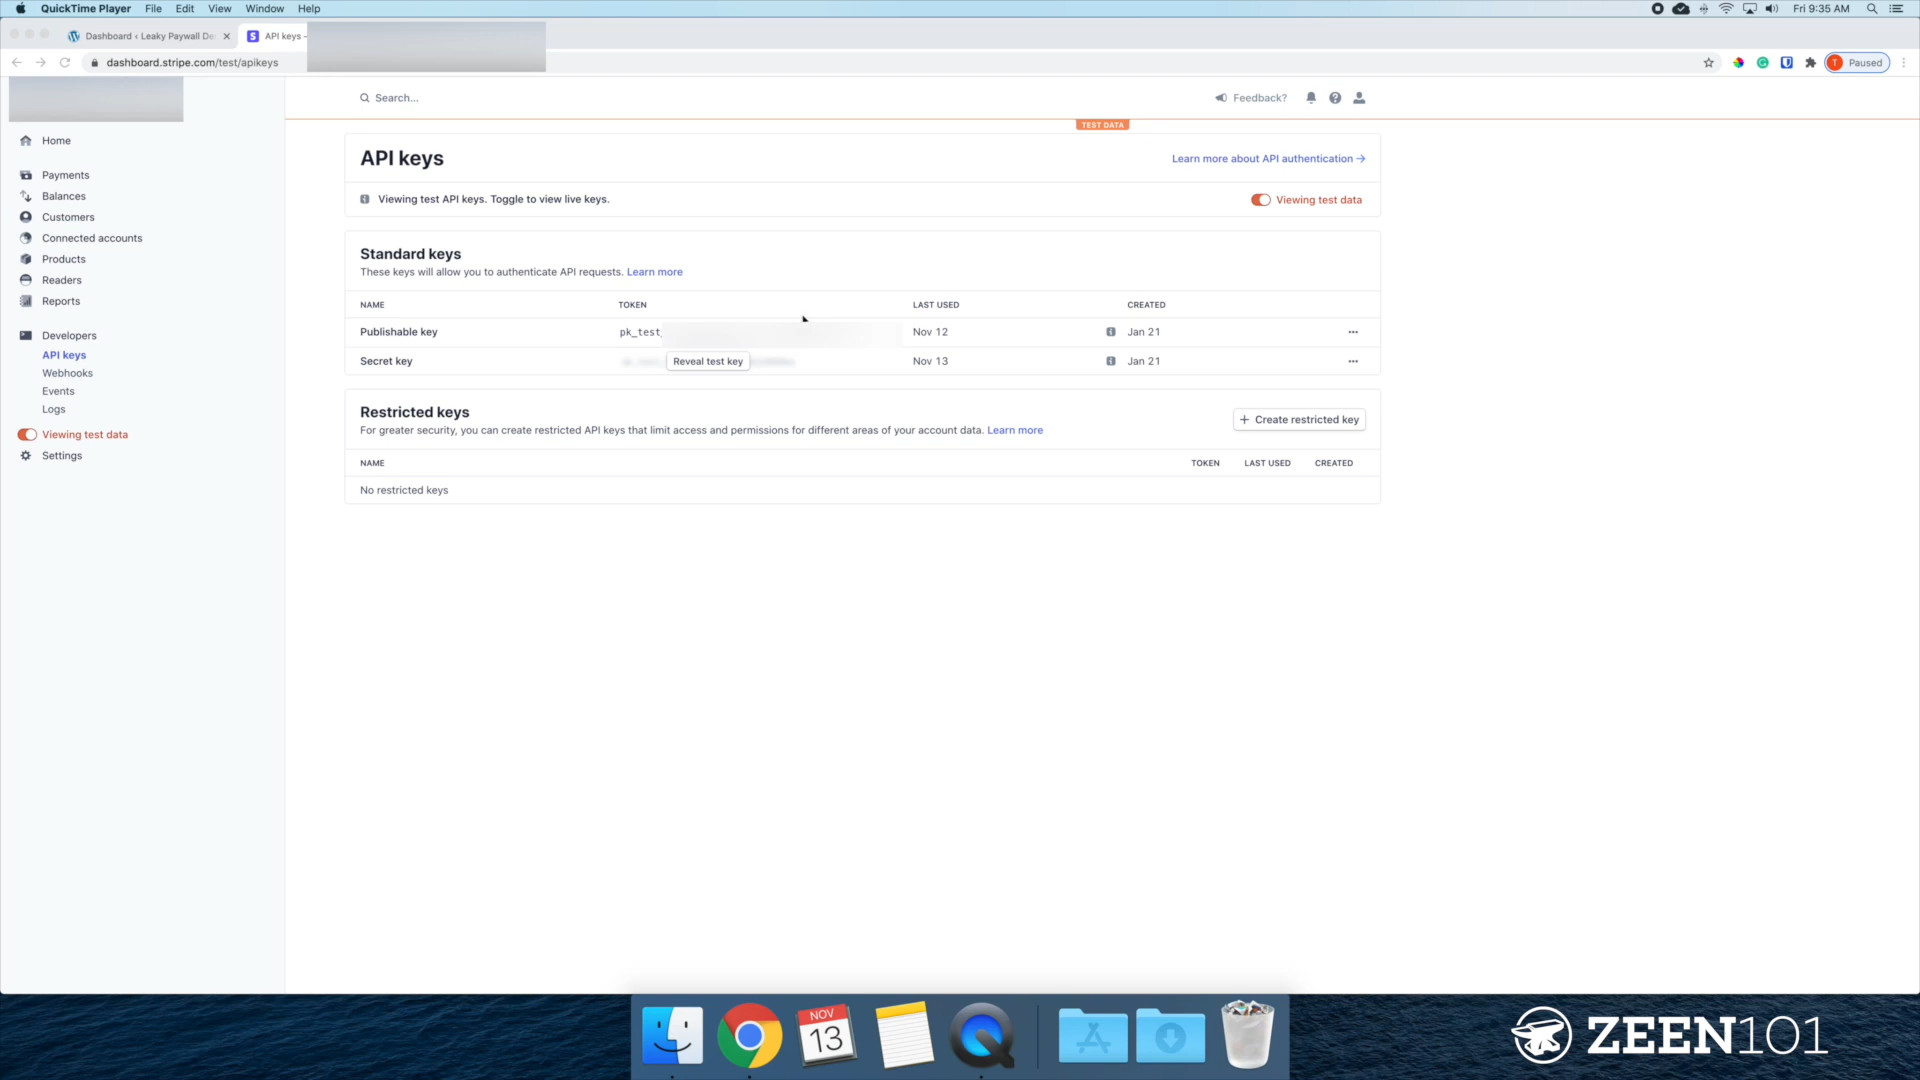 QuickTime Player File Edit View Window Help Fri 9:35 AM
Dashboard ‹ Leaky Paywall De API keys –
dashboard.stripe.com/test/apikeys T Paused
Search... Feedback?
TEST DATA
Home
Payments
Balances
Customers
Connected accounts
Products
Readers
Reports
Developers
API keys
Webhooks
Events
Logs
Viewing test data
Settings
API keys Learn more about API authentication →
Viewing test API keys. Toggle to view live keys. Viewing test data
Standard keys
These keys will allow you to authenticate API requests. Learn more
NAME TOKEN LAST USED CREATED
Publishable key pk_test_ Nov 12 Jan 21 ...
Secret key Reveal test key Nov 13 Jan 21 ...
Restricted keys
For greater security, you can create restricted API keys that limit access and permissions for different areas of your account data. Learn more
+ Create restricted key
NAME TOKEN LAST USED CREATED
No restricted keys
NOV
13
ZEEN101